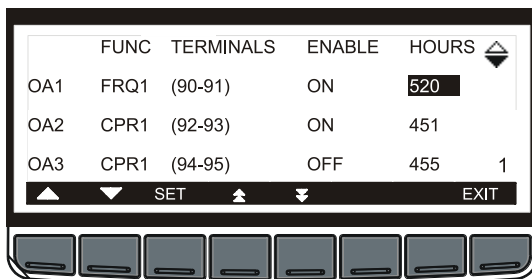 FUNC TERMINALS ENABLE HOURS
OA1 FRQ1 (90-91) ON 520
OA2 CPR1 (92-93) ON 451
OA3 CPR1 (94-95) OFF 455 1
SET EXIT